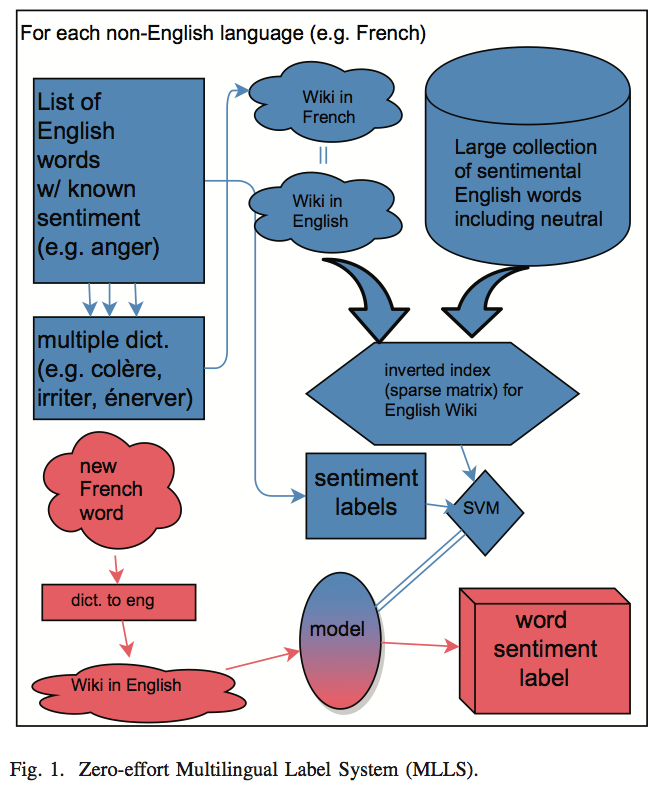 For each non-English language (e.g. French)
List of
English
words
w/ known
sentiment
(e.g. anger)
Wiki in
French
Wiki in
English
Large collection
of sentimental
English words
including neutral
multiple dict.
(e.g. colère,
irriter, énerver)
inverted index
(sparse matrix) for
English Wiki
new
French
word
sentiment
labels
SVM
dict. to eng
model
word
sentiment
label
Wiki in English
Fig. 1. Zero-effort Multilingual Label System (MLLS).